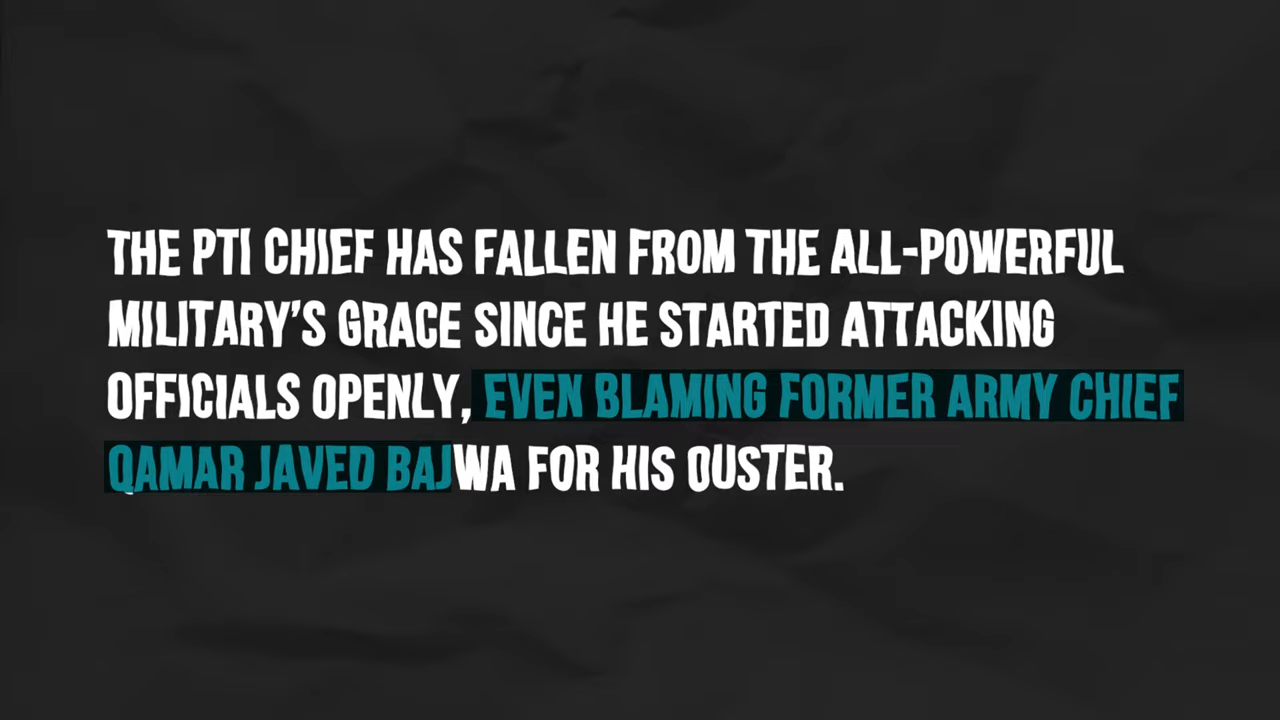 THE PTI CHIEF HAS FALLEN FROM THE ALL-POWERFUL
MILITARY'S GRACE SINCE HE STARTED ATTACKING
OFFICIALS OPENLY, EVEN BLAMING FORMER ARMY CHIEF
QAMAR JAVED BAJWA FOR HIS OUSTER.